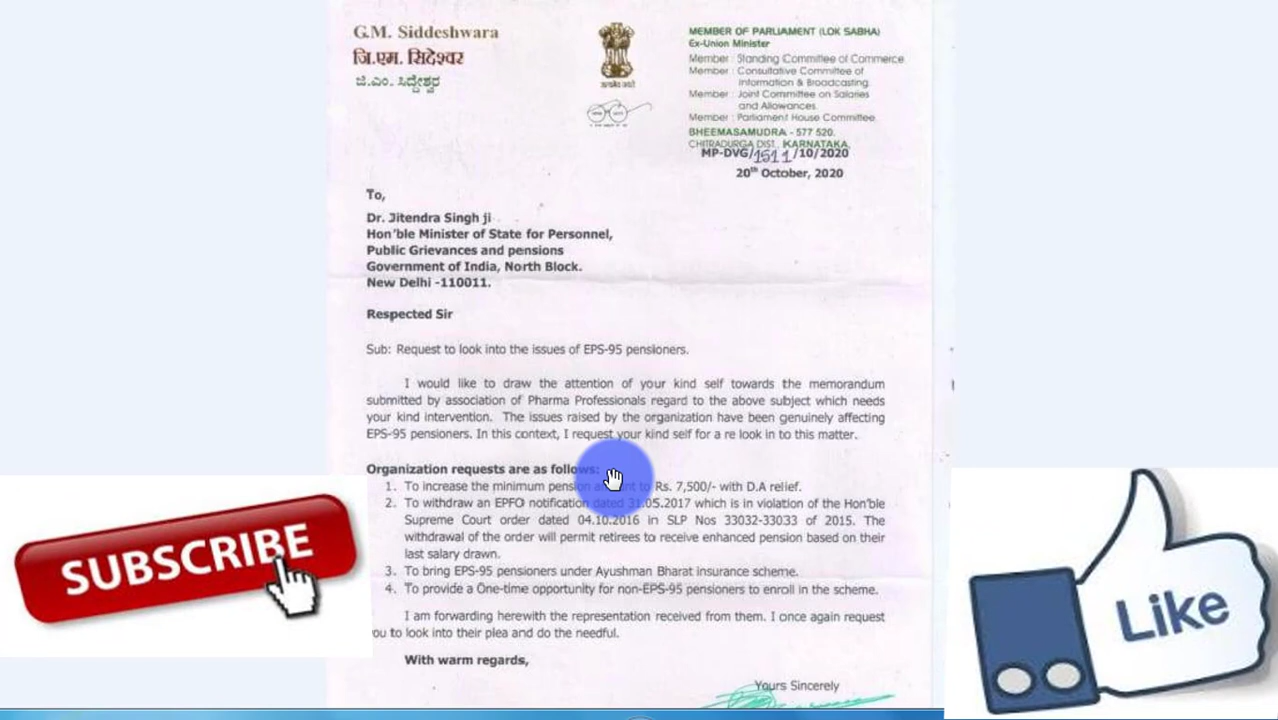 G.M. Siddeshwara
जि.एम. सिदेश्वर
ಜಿ.ಎಂ. ಸಿದ್ದೇಶ್ವರ
MEMBER OF PARLIAMENT (LOK SABHA)
Ex-Union Minister
Member : Standing Committee of Commerce
Member : Consultative Committee of
Information & Broadcasting.
Member : Joint Committee on Salaries
and Allowances.
Member : Parliament House Committee.
BHEEMASAMUDRA - 577 520.
CHITRADURGA DIST. KARNATAKA.
MP-DVG/1511/10/2020
20th October, 2020
To,
Dr. Jitendra Singh ji
Hon'ble Minister of State for Personnel,
Public Grievances and pensions
Government of India, North Block.
New Delhi -110011.
Respected Sir
Sub: Request to look into the issues of EPS-95 pensioners.
I would like to draw the attention of your kind self towards the memorandum
submitted by association of Pharma Professionals regard to the above subject which needs
your kind intervention. The issues raised by the organization have been genuinely affecting
EPS-95 pensioners. In this context, I request your kind self for a re look in to this matter.
Organization requests are as follows:
1. To increase the minimum pension amount to Rs. 7,500/- with D.A relief.
2. To withdraw an EPFO notification dated 31.05.2017 which is in violation of the Hon'ble
Supreme Court order dated 04.10.2016 in SLP Nos 33032-33033 of 2015. The
withdrawal of the order will permit retirees to receive enhanced pension based on their
last salary drawn.
3. To bring EPS-95 pensioners under Ayushman Bharat insurance scheme.
4. To provide a One-time opportunity for non-EPS-95 pensioners to enroll in the scheme.
I am forwarding herewith the representation received from them. I once again request
you to look into their plea and do the needful.
With warm regards,
Yours Sincerely
SUBSCRIBE
Like